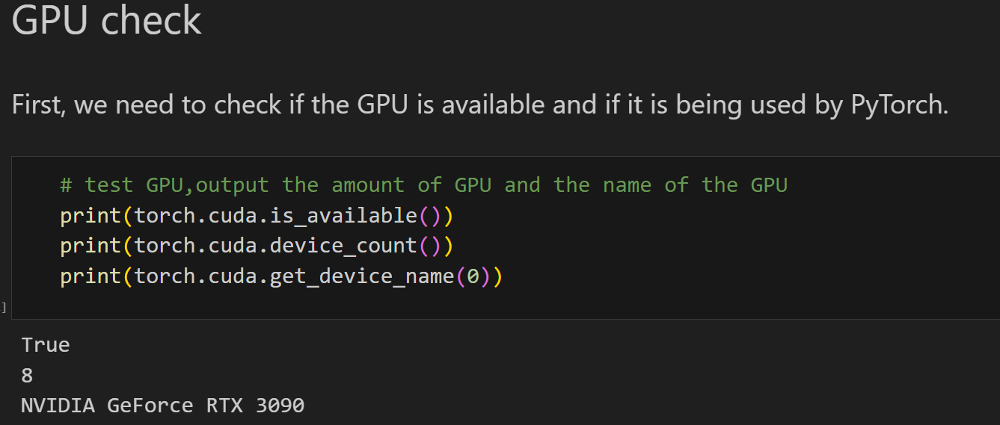 GPU check
First, we need to check if the GPU is available and if it is being used by PyTorch.
# test GPU,output the amount of GPU and the name of the GPU
print(torch.cuda.is_available())
print(torch.cuda.device_count())
print(torch.cuda.get_device_name(0))
]
True
8
NVIDIA GeForce RTX 3090